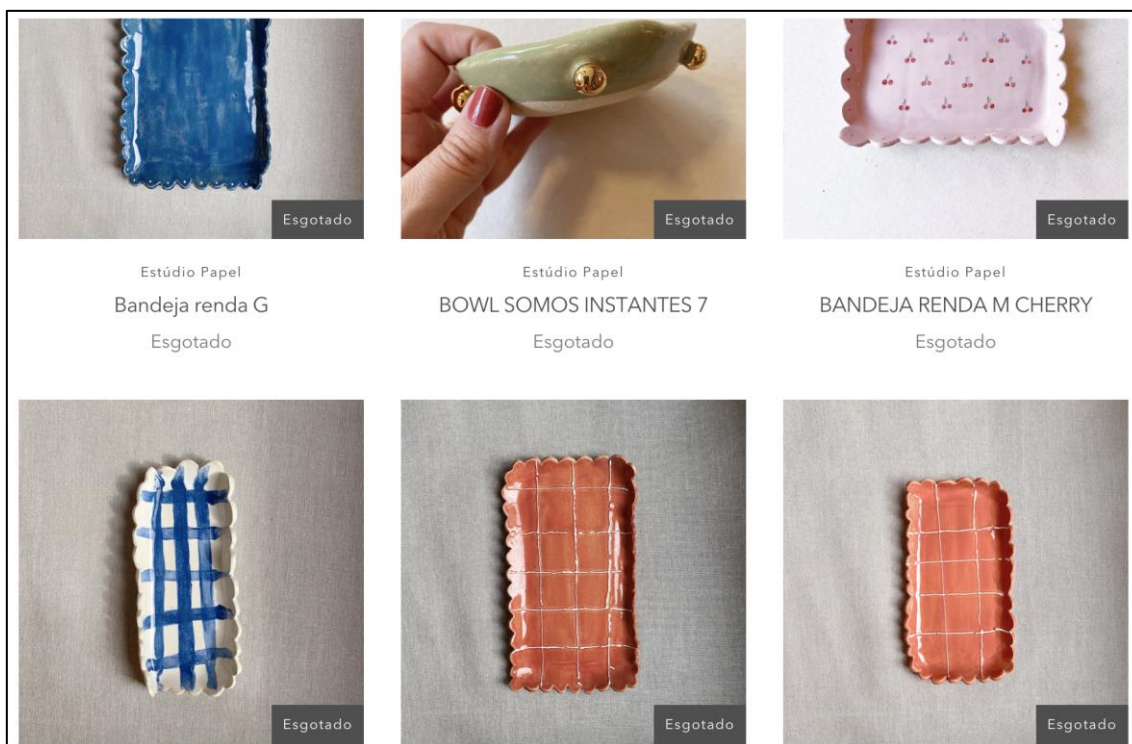 Esgotado
Esgotado
Esgotado
Estúdio Papel
Bandeja renda G
Esgotado
Estúdio Papel
BOWL SOMOS INSTANTES 7
Esgotado
Estúdio Papel
BANDEJA RENDA M CHERRY
Esgotado
Esgotado
Esgotado
Esgotado